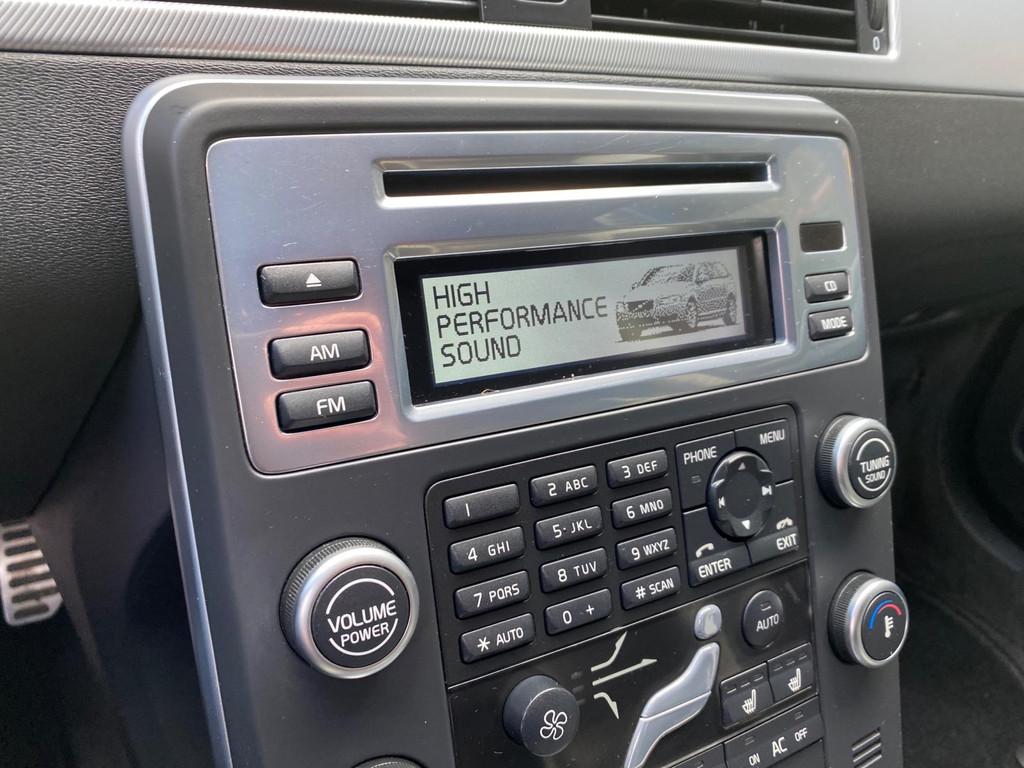 0
HIGH
PERFORMANCE
SOUND
AM
FM
CD
MODE
PHONE
MENU
1
2 ABC
3 DEF
4 GHI
5·JKL
6 MNO
7 PQRS
8 TUV
9 WXYZ
* AUTO
0 +
# SCAN
ENTER
EXIT
TUNING
SOUND
VOLUME
POWER
AUTO
ON AC OFF